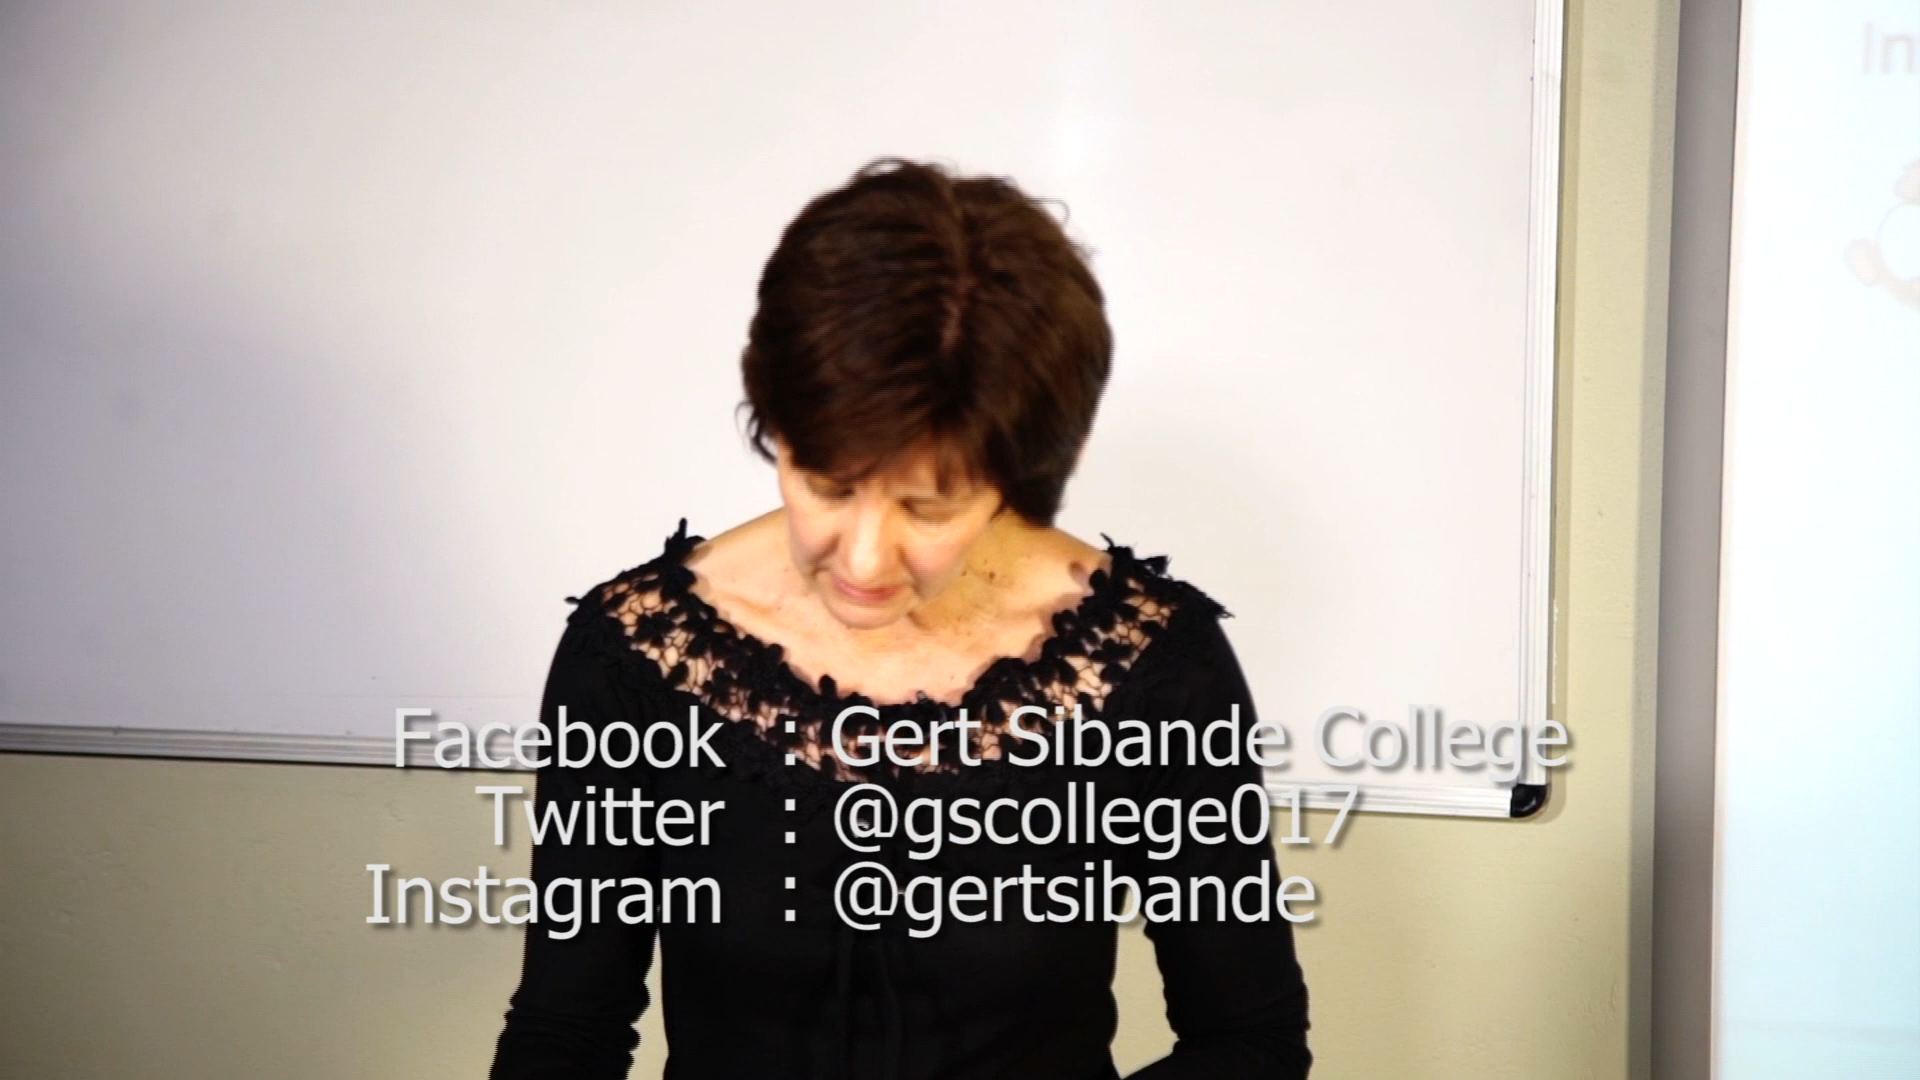 Facebook : Gert Sibande College
Twitter : @gscollege017
Instagram : @gertsibande